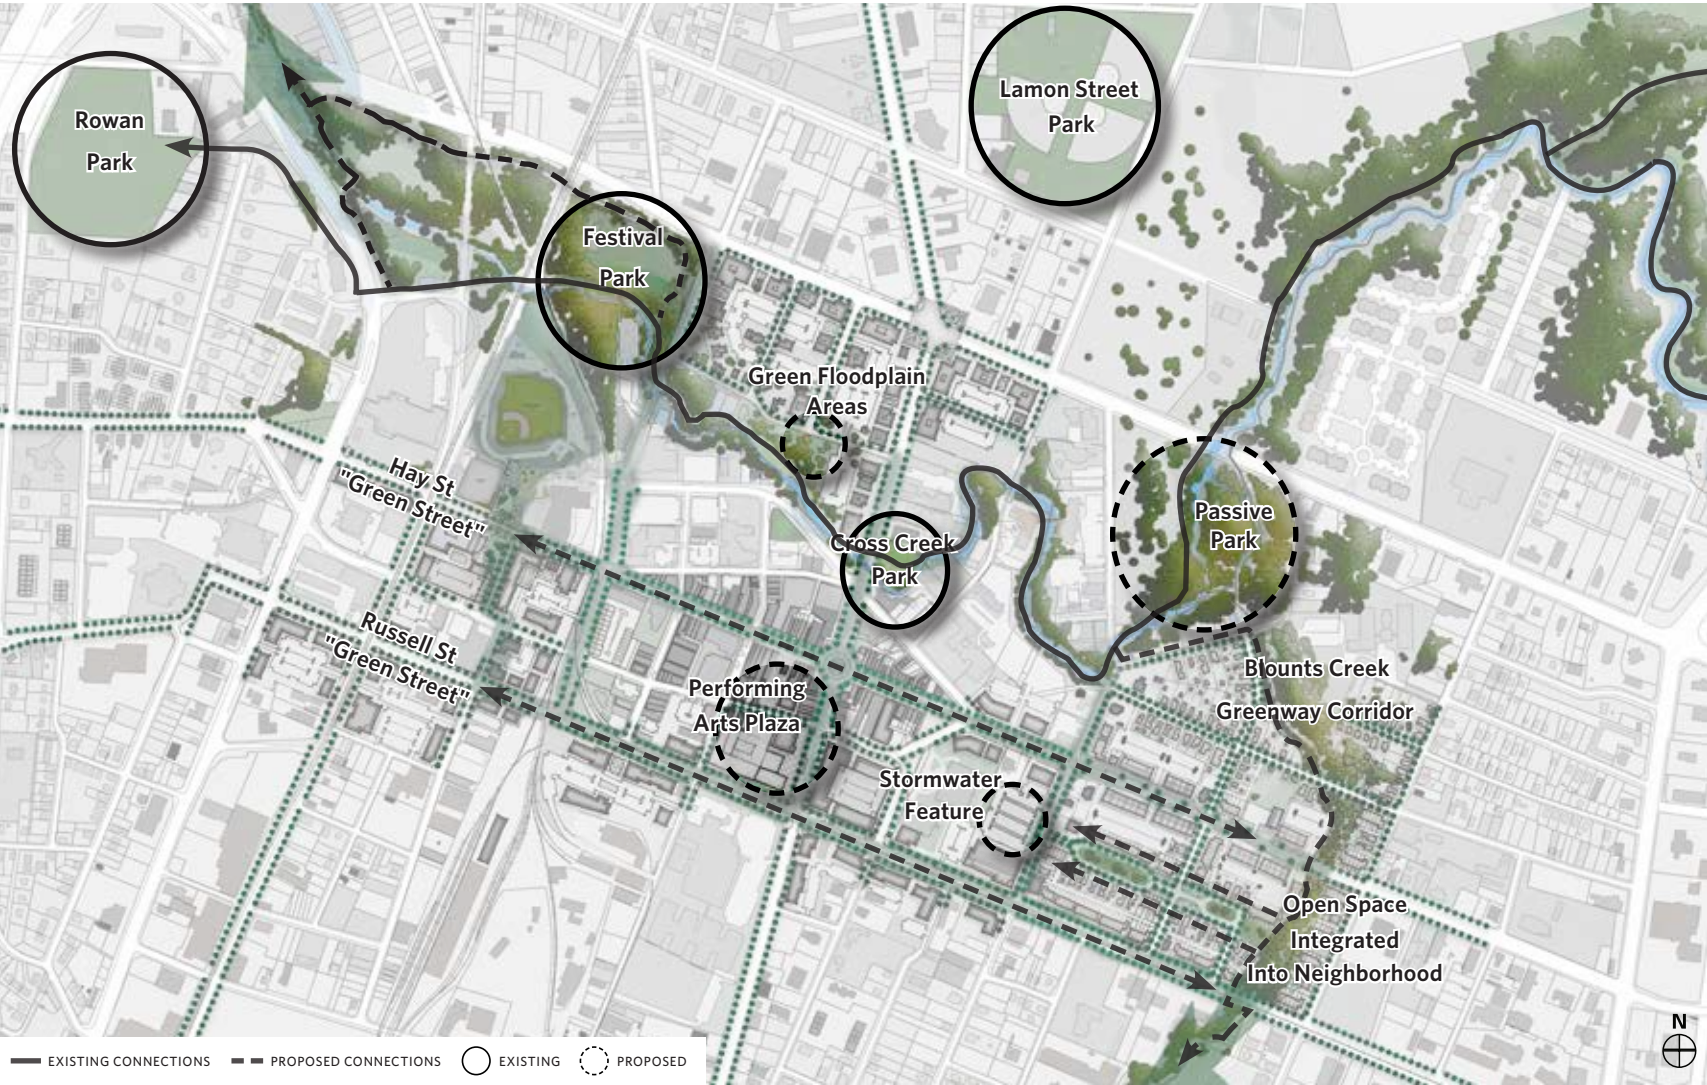 Rowan
Park
Lamon Street
Park
Festival
Park
Green Floodplain
Areas
Hay St
"Green Street"
Cross Creek
Park
Passive
Park
Russell St
"Green Street"
Performing
Arts Plaza
Blounts Creek
Greenway Corridor
Stormwater
Feature
Open Space
Integrated
Into Neighborhood
N
EXISTING CONNECTIONS
PROPOSED CONNECTIONS
EXISTING
PROPOSED